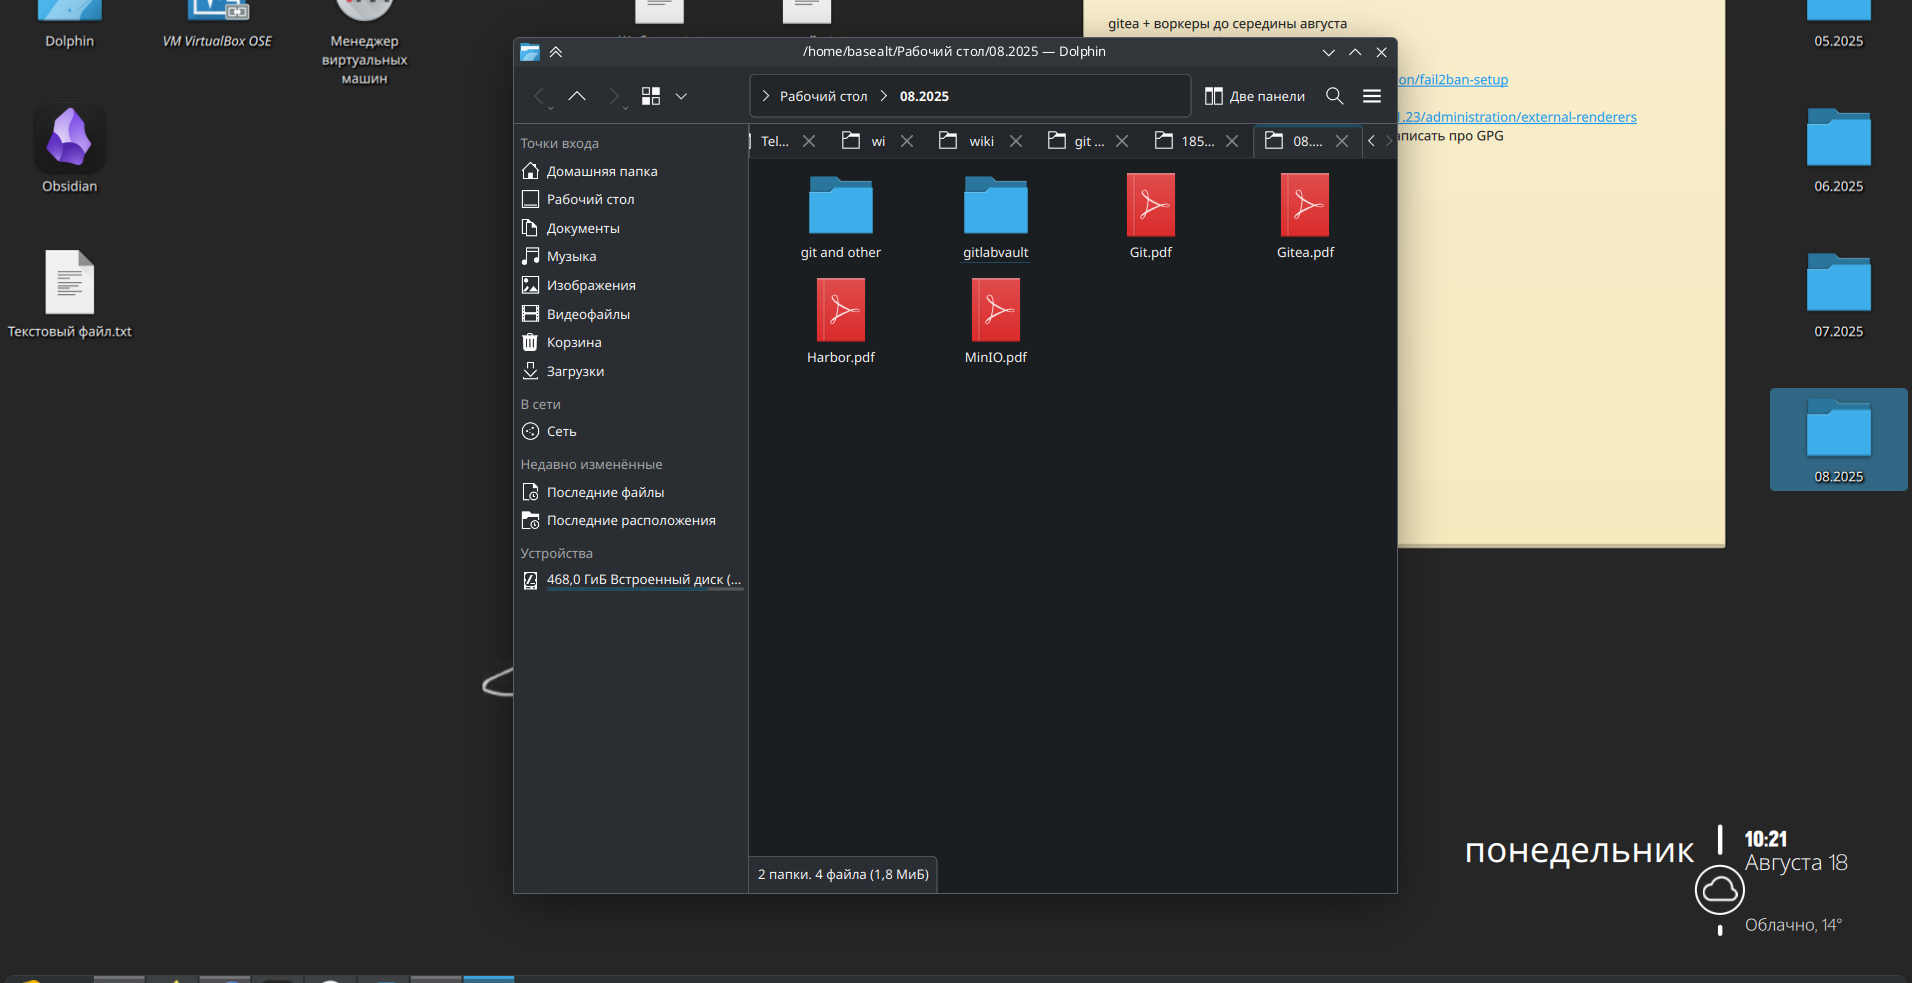 Dolphin
VM VirtualBox OSE
Менеджер
виртуальных
машин
Obsidian
Текстовый файл.txt
gitea + воркеры до середины августа
on/fail2ban-setup
1.23/administration/external-renderers
аписать про GPG
05.2025
06.2025
07.2025
08.2025
/home/basealt/Рабочий стол/08.2025 — Dolphin
Рабочий стол
08.2025
Две панели
Точки входа
Домашняя папка
Рабочий стол
Документы
Музыка
Изображения
Видеофайлы
Корзина
Загрузки
В сети
Сеть
Недавно изменённые
Последние файлы
Последние расположения
Устройства
468,0 ГиБ Встроенный диск (...
Tel...
wi
wiki
git ...
185...
08....
git and other
gitlabvault
Git.pdf
Gitea.pdf
Harbor.pdf
MinIO.pdf
2 папки. 4 файла (1,8 МиБ)
понедельник
10:21
Августа 18
Облачно, 14°